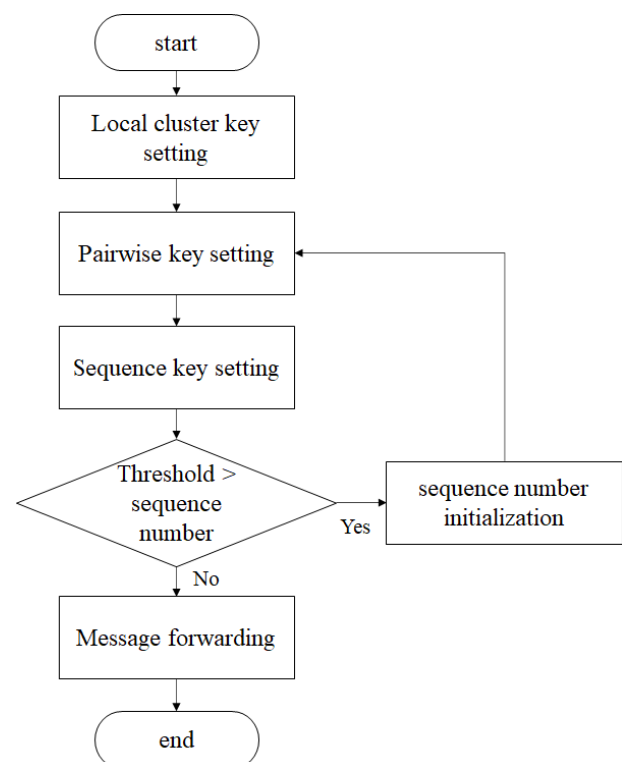 start
Local cluster key
setting
Pairwise key setting
Sequence key setting
Threshold >
sequence
number
Yes
sequence number
initialization
No
Message forwarding
end